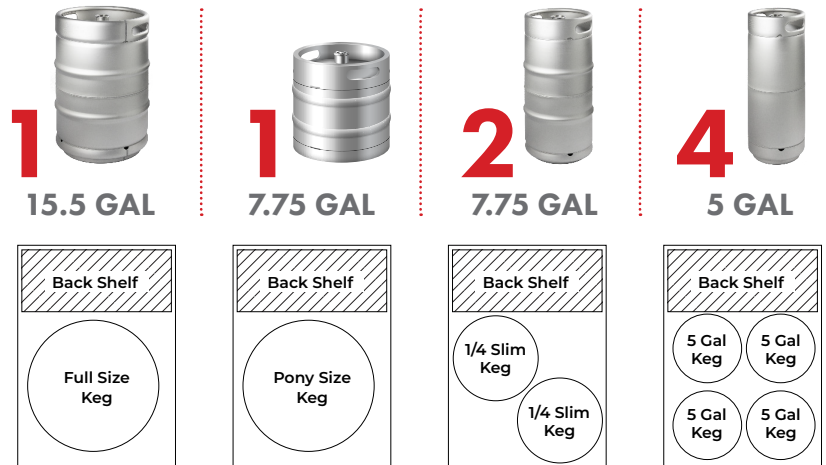 1
15.5 GAL
1
7.75 GAL
2
7.75 GAL
4
5 GAL
Back Shelf
Full Size
Keg
Back Shelf
Pony Size
Keg
Back Shelf
1/4 Slim
Keg
1/4 Slim
Keg
Back Shelf
5 Gal
Keg
5 Gal
Keg
5 Gal
Keg
5 Gal
Keg